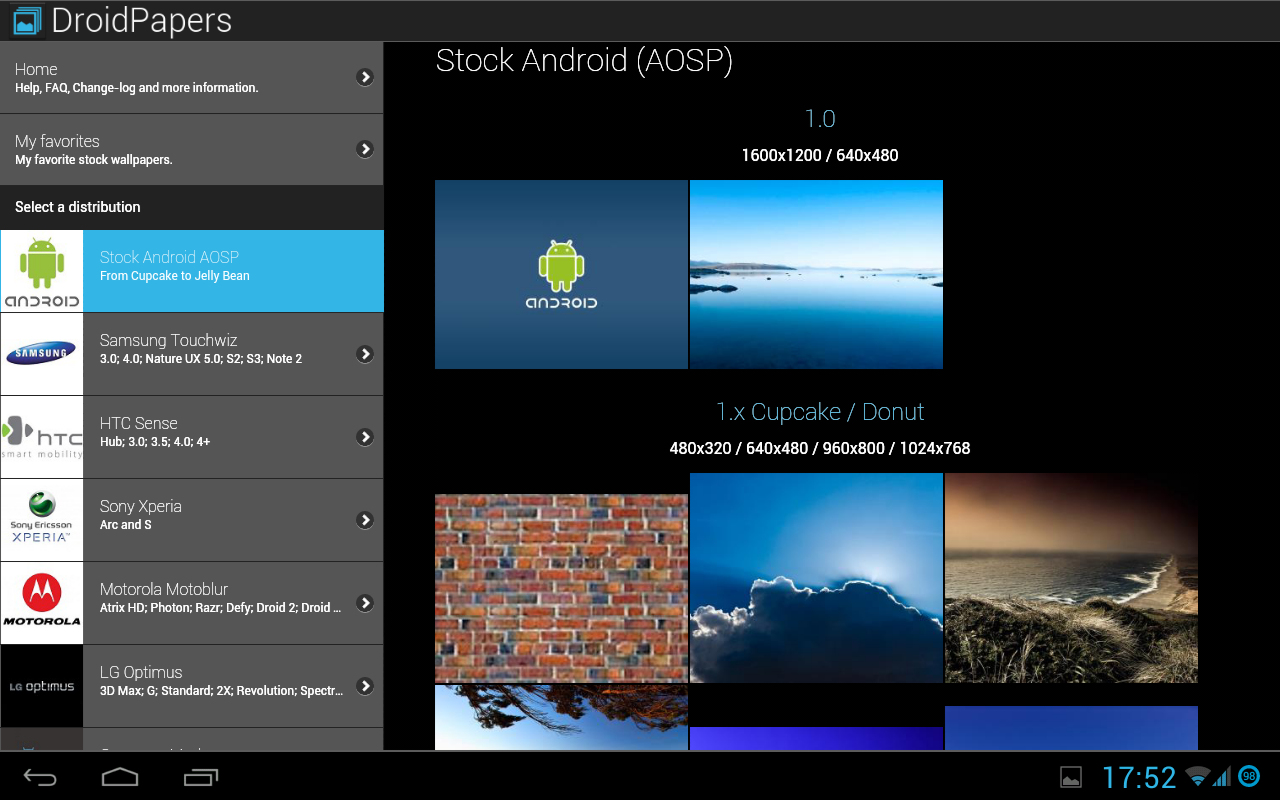 DroidPapers
Home
Help, FAQ, Change-log and more information.
My favorites
My favorite stock wallpapers.
Select a distribution
ANDROID
Stock Android AOSP
From Cupcake to Jelly Bean
SAMSUNG
Samsung Touchwiz
3.0; 4.0; Nature UX 5.0; S2; S3; Note 2
hTC
smart mobility
HTC Sense
Hub; 3.0; 3.5; 4.0; 4+
Sony Ericsson
XPERIA™
Sony Xperia
Arc and S
MOTOROLA
Motorola Motoblur
Atrix HD; Photon; Razr; Defy; Droid 2; Droid ...
LG optimus
LG Optimus
3D Max; G; Standard; 2X; Revolution; Spectr...
Stock Android (AOSP)
1.0
1600x1200 / 640x480
ANDROID
1.x Cupcake / Donut
480x320 / 640x480 / 960x800 / 1024x768
17:52
98